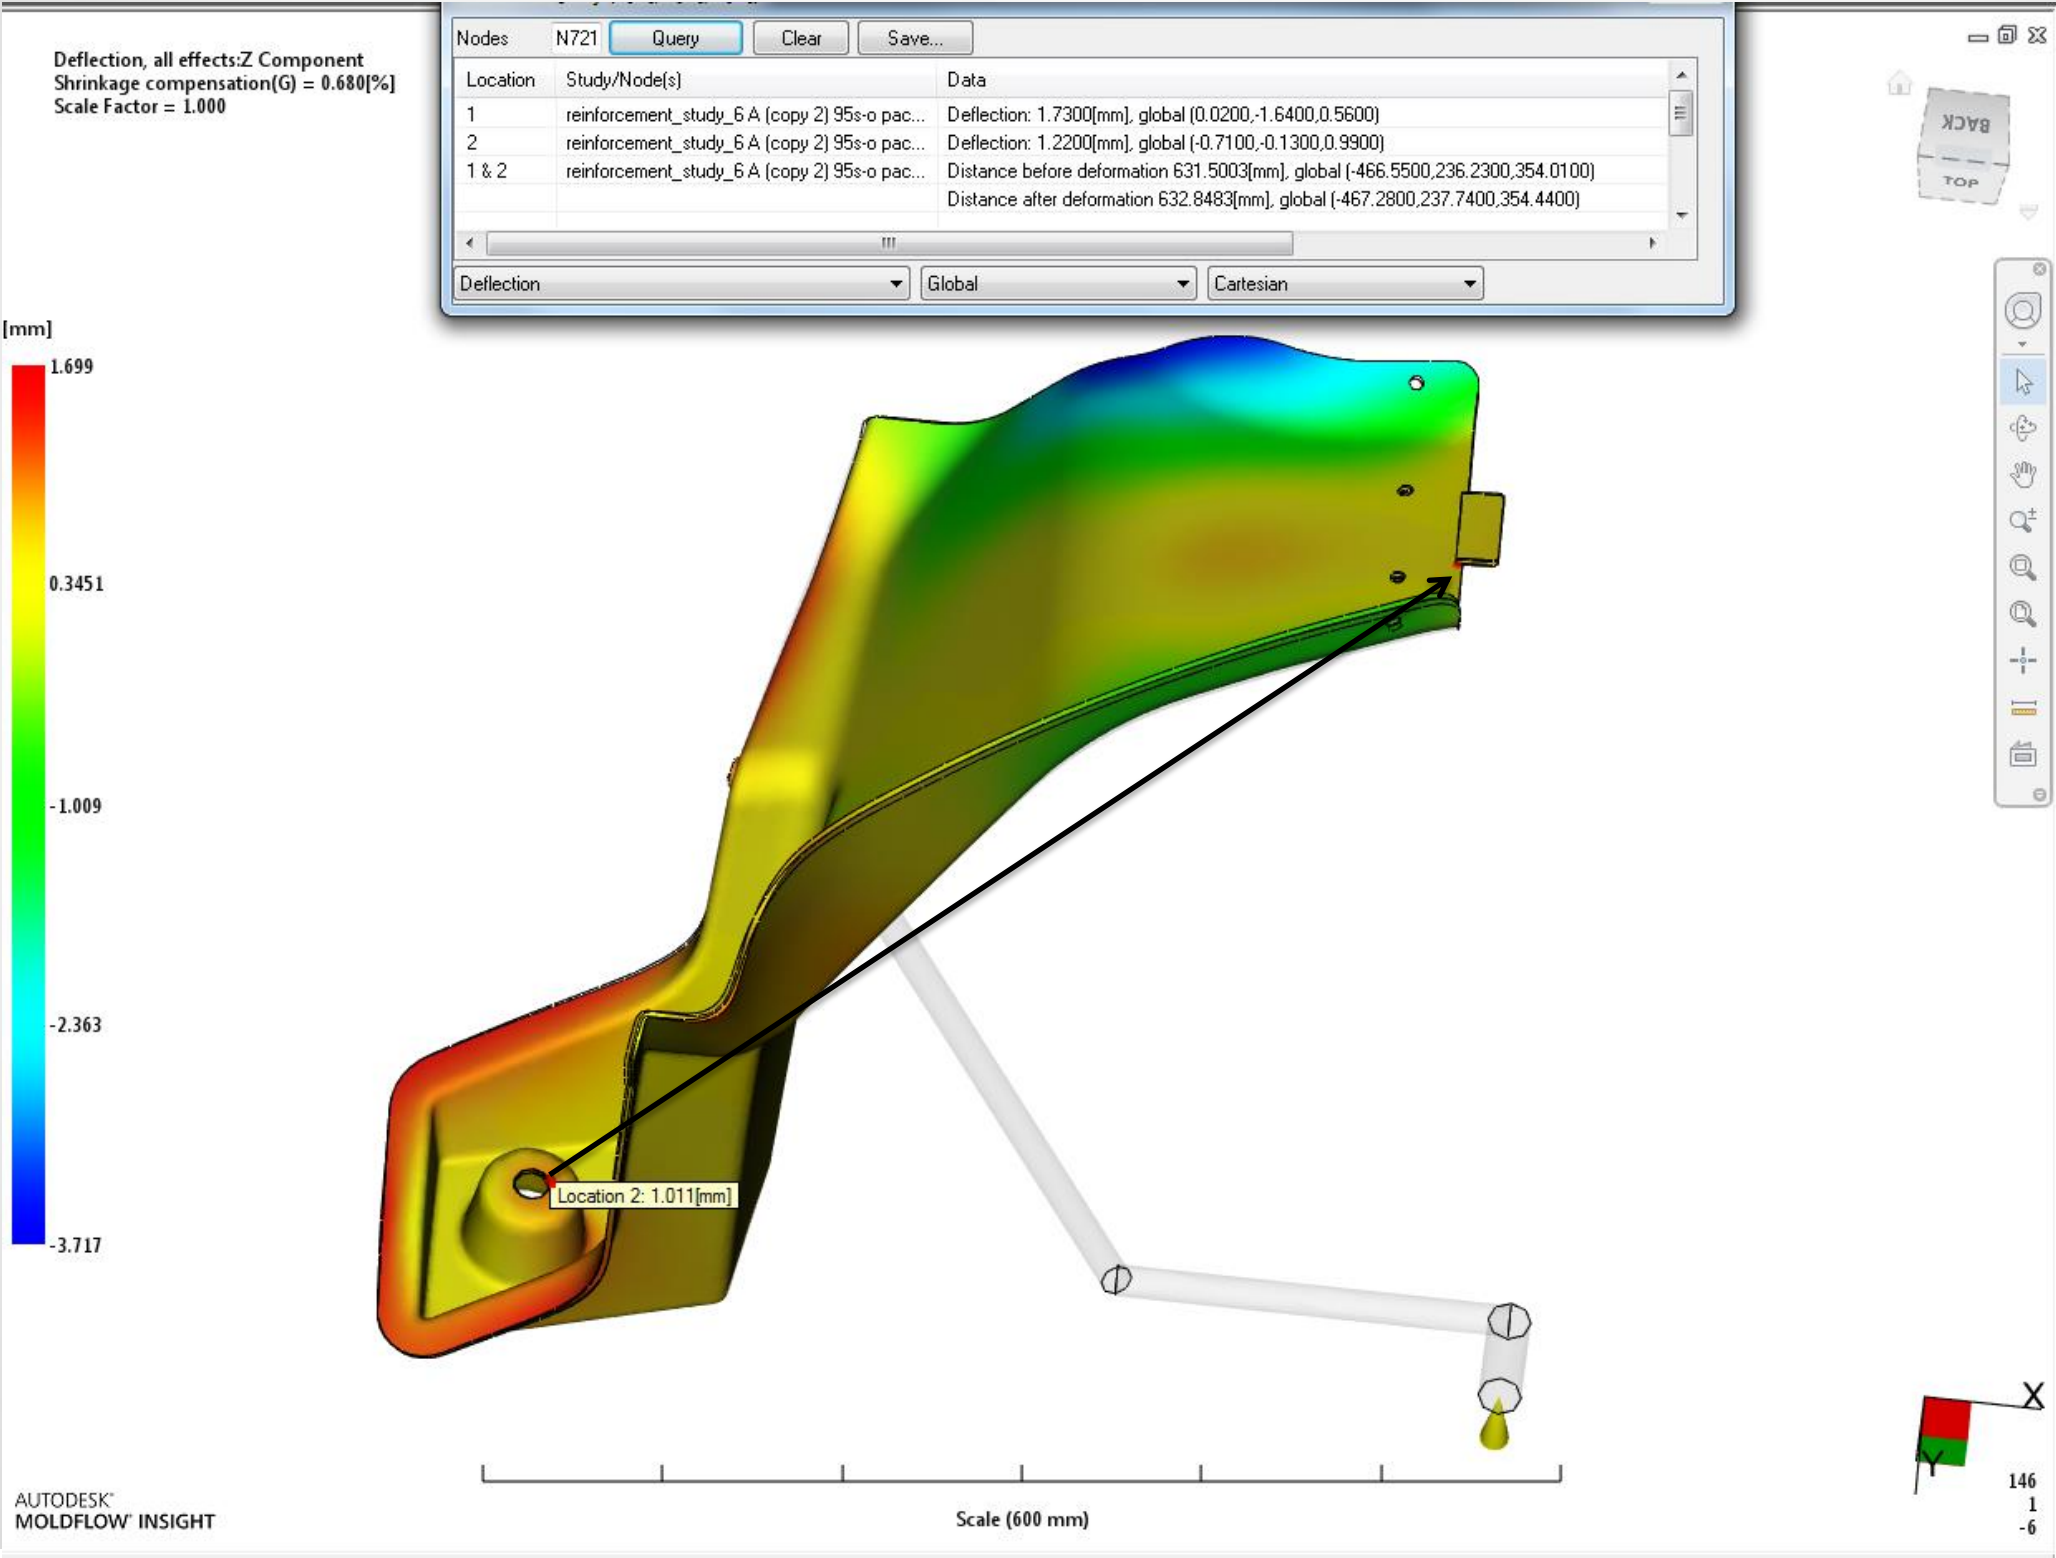 Nodes N721 Query Clear Save...
Location Study/Node(s) Data
1 reinforcement_study_6 A (copy 2) 95s-o pac... Deflection: 1.7300[mm], global (0.0200,-1.6400,0.5600)
2 reinforcement_study_6 A (copy 2) 95s-o pac... Deflection: 1.2200[mm], global (-0.7100,-0.1300,0.9900)
1 & 2 reinforcement_study_6 A (copy 2) 95s-o pac... Distance before deformation 631.5003[mm], global (-466.5500,236.2300,354.0100)
Distance after deformation 632.8483[mm], global (-467.2800,237.7400,354.4400)
Deflection Global Cartesian
Deflection, all effects:Z Component
Shrinkage compensation(G) = 0.680[%]
Scale Factor = 1.000
BACK
TOP
[mm]
1.699
0.3451
-1.009
-2.363
-3.717
Location 2: 1.011[mm]
X
Y
146
1
-6
Scale (600 mm)
AUTODESK®
MOLDFLOW® INSIGHT